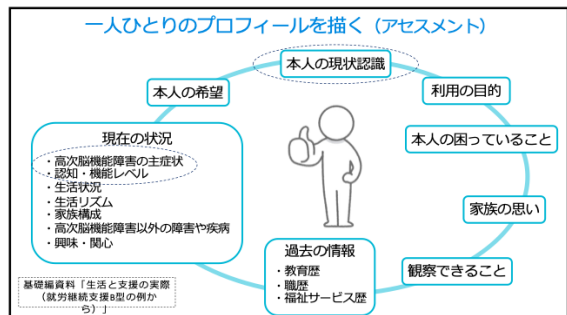 一人ひとりのプロフィールを描く（アセスメント）
本人の現状認識
本人の希望
利用の目的
現在の状況
・高次脳機能障害の主症状
・認知・機能レベル
・生活状況
・生活リズム
・家族構成
・高次脳機能障害以外の障害や疾病
・興味・関心
本人の困っていること
家族の思い
過去の情報
・教育歴
・職歴
・福祉サービス歴
観察できること
基礎編資料「生活と支援の実際
（就労継続支援B型の例か
ら）」